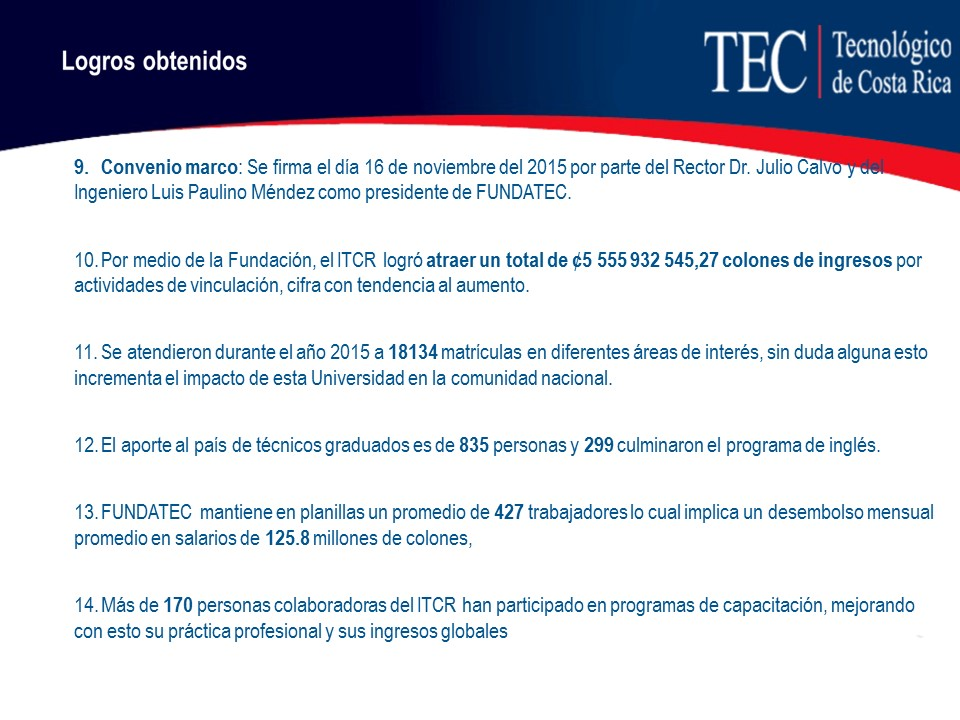 Logros obtenidos
TEC
Tecnológico
de Costa Rica
9. Convenio marco: Se firma el día 16 de noviembre del 2015 por parte del Rector Dr. Julio Calvo y del
Ingeniero Luis Paulino Méndez como presidente de FUNDATEC.
10. Por medio de la Fundación, el ITCR logró atraer un total de ¢5 555 932 545,27 colones de ingresos por
actividades de vinculación, cifra con tendencia al aumento.
11. Se atendieron durante el año 2015 a 18134 matrículas en diferentes áreas de interés, sin duda alguna esto
incrementa el impacto de esta Universidad en la comunidad nacional.
12. El aporte al país de técnicos graduados es de 835 personas y 299 culminaron el programa de inglés.
13. FUNDATEC mantiene en planillas un promedio de 427 trabajadores lo cual implica un desembolso mensual
promedio en salarios de 125.8 millones de colones,
14. Más de 170 personas colaboradoras del ITCR han participado en programas de capacitación, mejorando
con esto su práctica profesional y sus ingresos globales